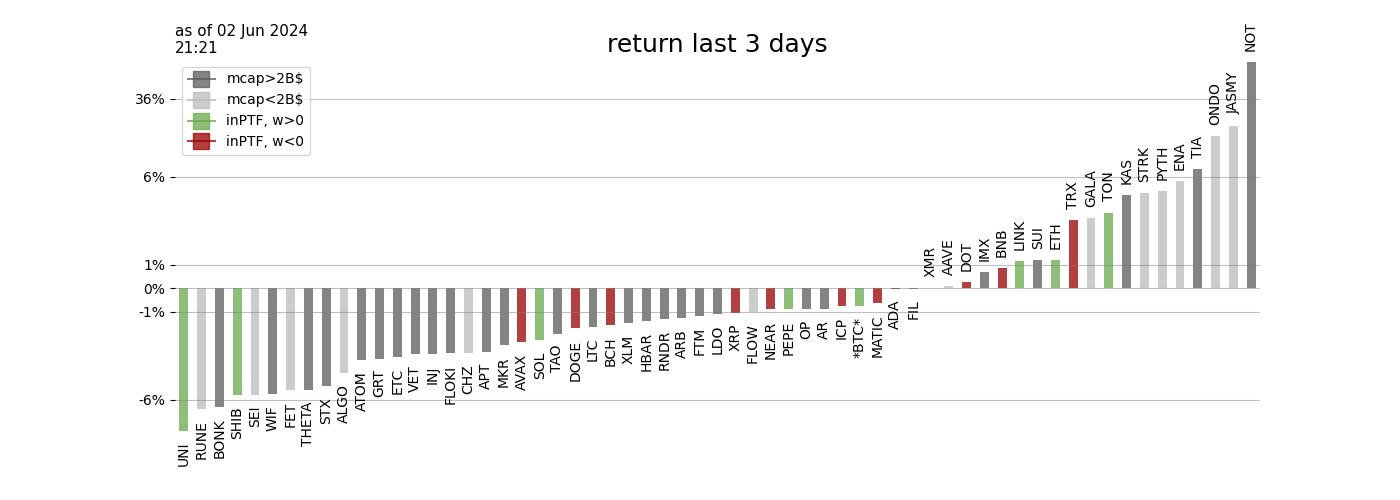 as of 02 Jun 2024
21:21
return last 3 days
mcap>2B$
mcap<2B$
inPTF, w>0
inPTF, w<0
36%
6%
1%
0%
-1%
-6%
UNI
RUNE
BONK
SHIB
SEI
WIF
FET
THETA
STX
ALGO
ATOM
GRT
ETC
VET
INJ
FLOKI
CHZ
APT
MKR
AVAX
SOL
TAO
DOGE
LTC
BCH
XLM
HBAR
RNDR
ARB
FTM
LDO
XRP
FLOW
NEAR
PEPE
OP
AR
ICP
*BTC*
MATIC
ADA
FIL
XMR
AAVE
DOT
IMX
BNB
LINK
SUI
ETH
TRX
GALA
TON
KAS
STRK
PYTH
ENA
TIA
ONDO
JASMY
NOT